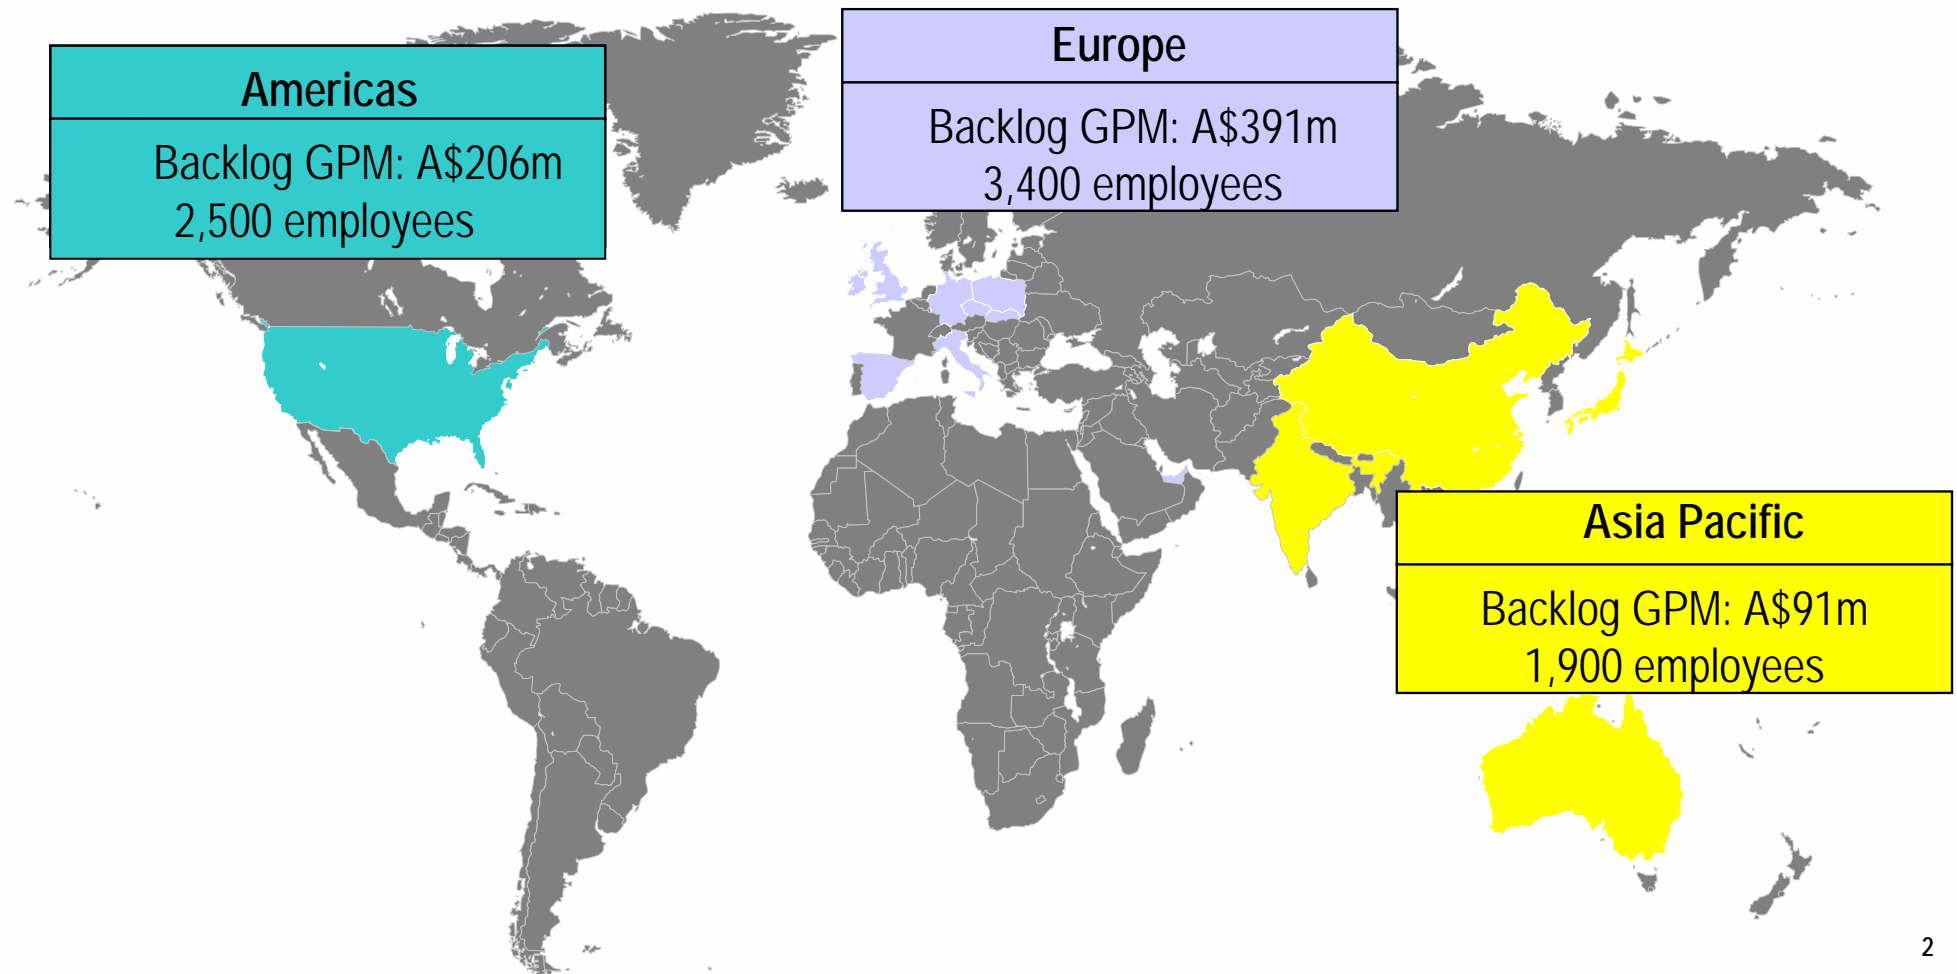 Americas
Backlog GPM: A$206m
2,500 employees
Europe
Backlog GPM: A$391m
3,400 employees
Asia Pacific
Backlog GPM: A$91m
1,900 employees
2